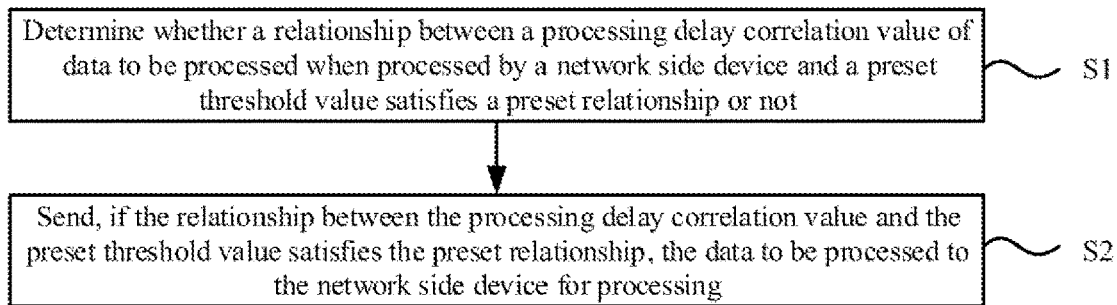 Determine whether a relationship between a processing delay correlation value of
data to be processed when processed by a network side device and a preset
threshold value satisfies a preset relationship or not
S1
Send, if the relationship between the processing delay correlation value and the
preset threshold value satisfies the preset relationship, the data to be processed to
the network side device for processing
S2